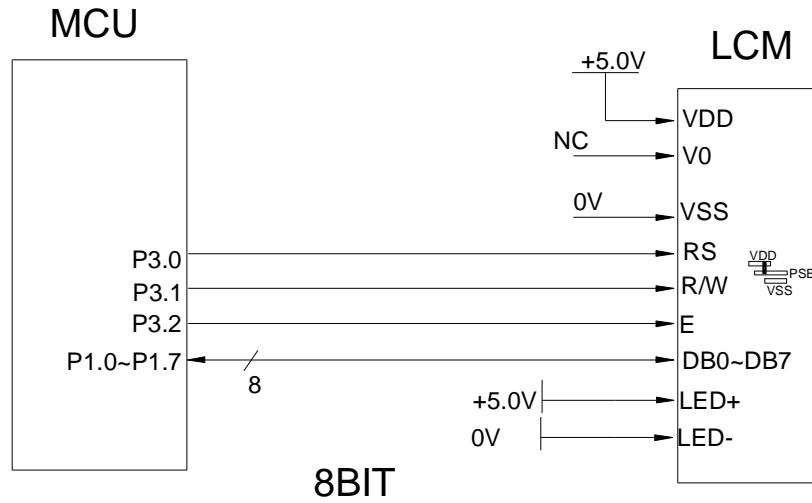 MCU
LCM
+5.0V
VDD
NC
V0
0V
VSS
P3.0
RS
VDD
PSB
VSS
P3.1
R/W
P3.2
E
P1.0~P1.7
8
DB0~DB7
+5.0V
LED+
0V
LED-
8BIT